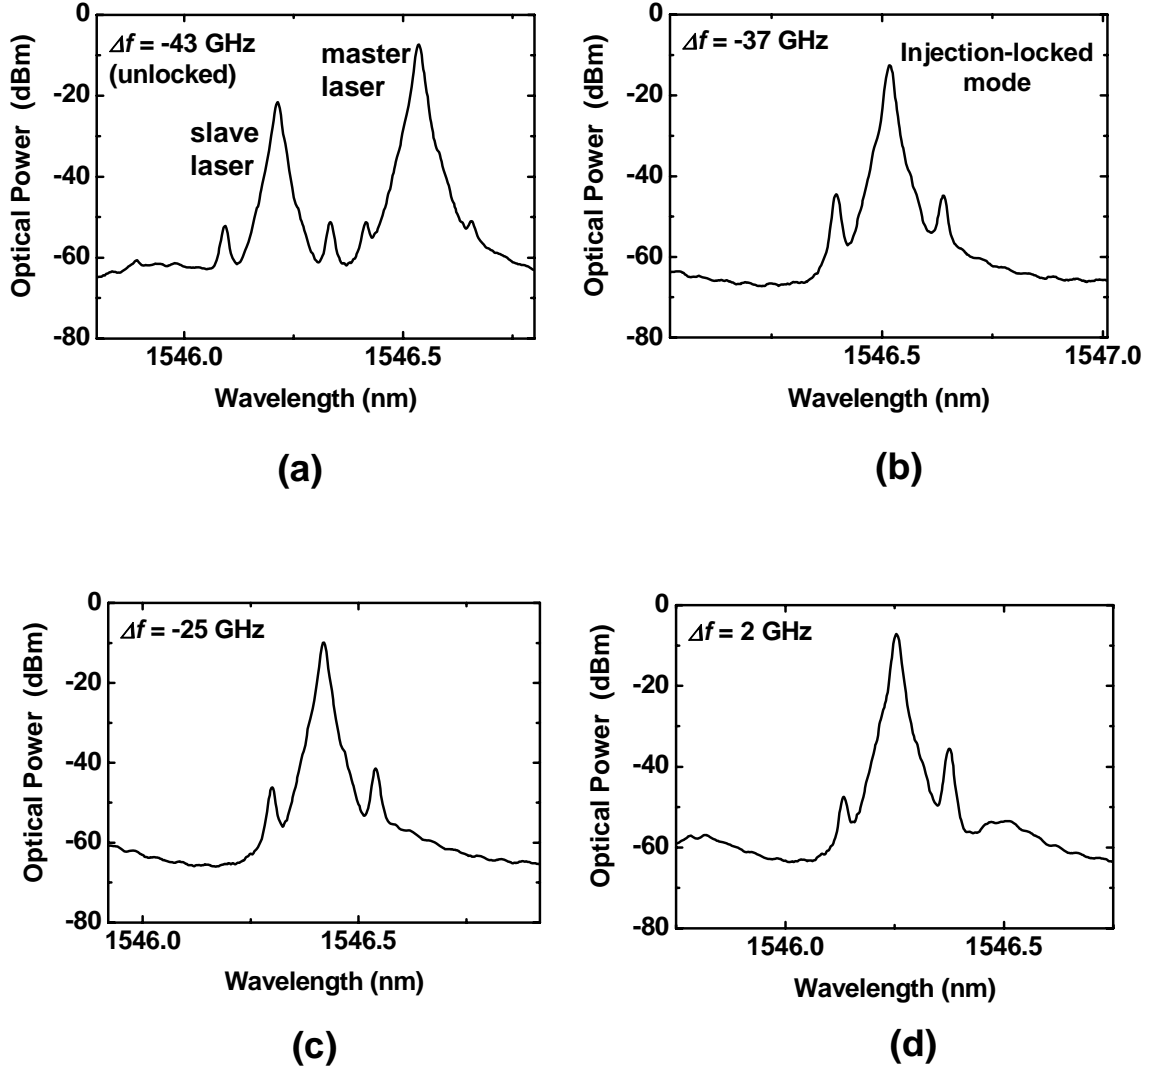 0
-20
-40
-60
-80
Optical Power (dBm)
Δf = -43 GHz
(unlocked)
master
laser
slave
laser
1546.0
1546.5
Wavelength (nm)
(a)
0
-20
-40
-60
-80
Optical Power (dBm)
Δf = -37 GHz
Injection-locked
mode
1546.5
1547.0
Wavelength (nm)
(b)
0
-20
-40
-60
-80
Optical Power (dBm)
Δf = -25 GHz
1546.0
1546.5
Wavelength (nm)
(c)
0
-20
-40
-60
-80
Optical Power (dBm)
Δf = 2 GHz
1546.0
1546.5
Wavelength (nm)
(d)